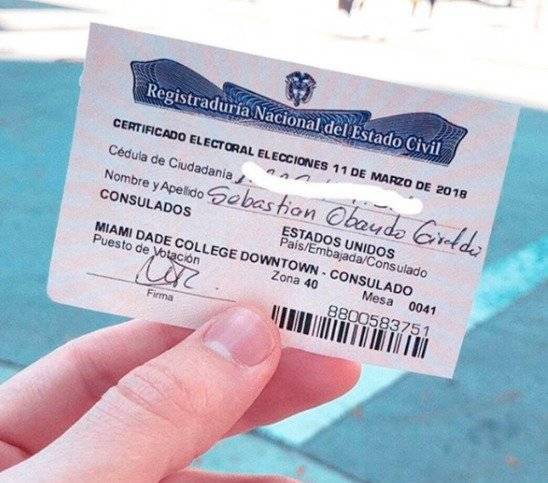 Registraduría Nacional del Estado Civil
CERTIFICADO ELECTORAL ELECCIONES 11 DE MARZO DE 2018
Cédula de Ciudadanía
Nombre y Apellido Sebastian Obando Giraldo
CONSULADOS
ESTADOS UNIDOS
País/Embajada/Consulado
MIAMI DADE COLLEGE DOWNTOWN - CONSULADO
Puesto de Votación
Zona 40
Mesa 0041
Firma
8800583751